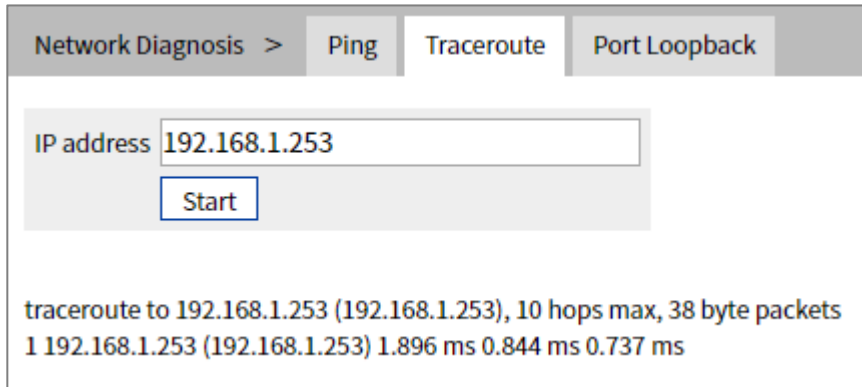 Network Diagnosis > Ping Traceroute Port Loopback
IP address 192.168.1.253
Start
traceroute to 192.168.1.253 (192.168.1.253), 10 hops max, 38 byte packets
1 192.168.1.253 (192.168.1.253) 1.896 ms 0.844 ms 0.737 ms